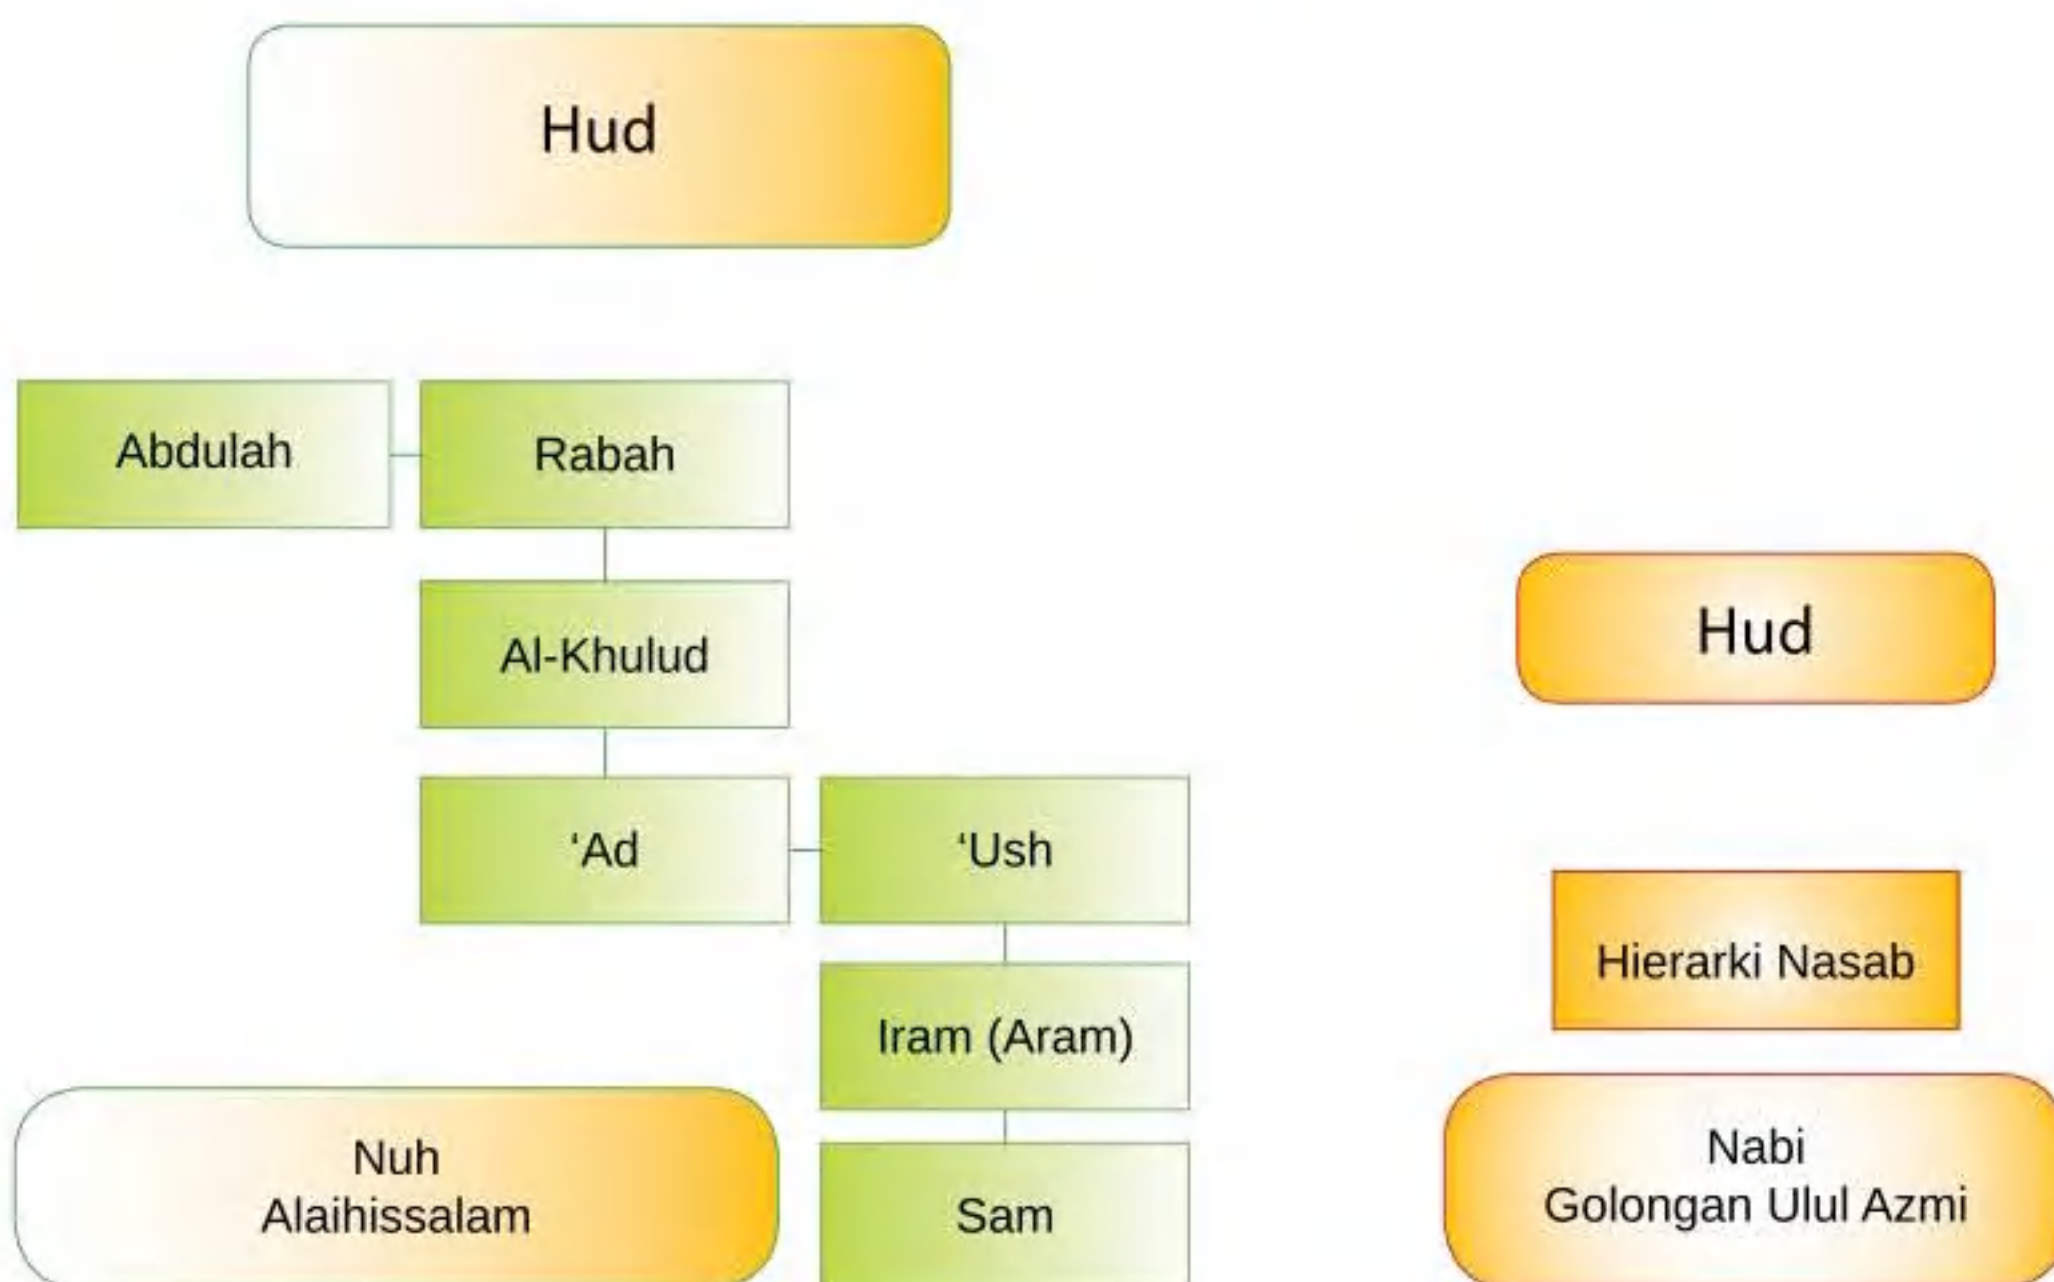 Hud
Abdulah
Rabah
Al-Khulud
‘Ad
‘Ush
Iram (Aram)
Sam
Nuh
Alaihissalam
Hud
Hierarki Nasab
Nabi
Golongan Ulul Azmi